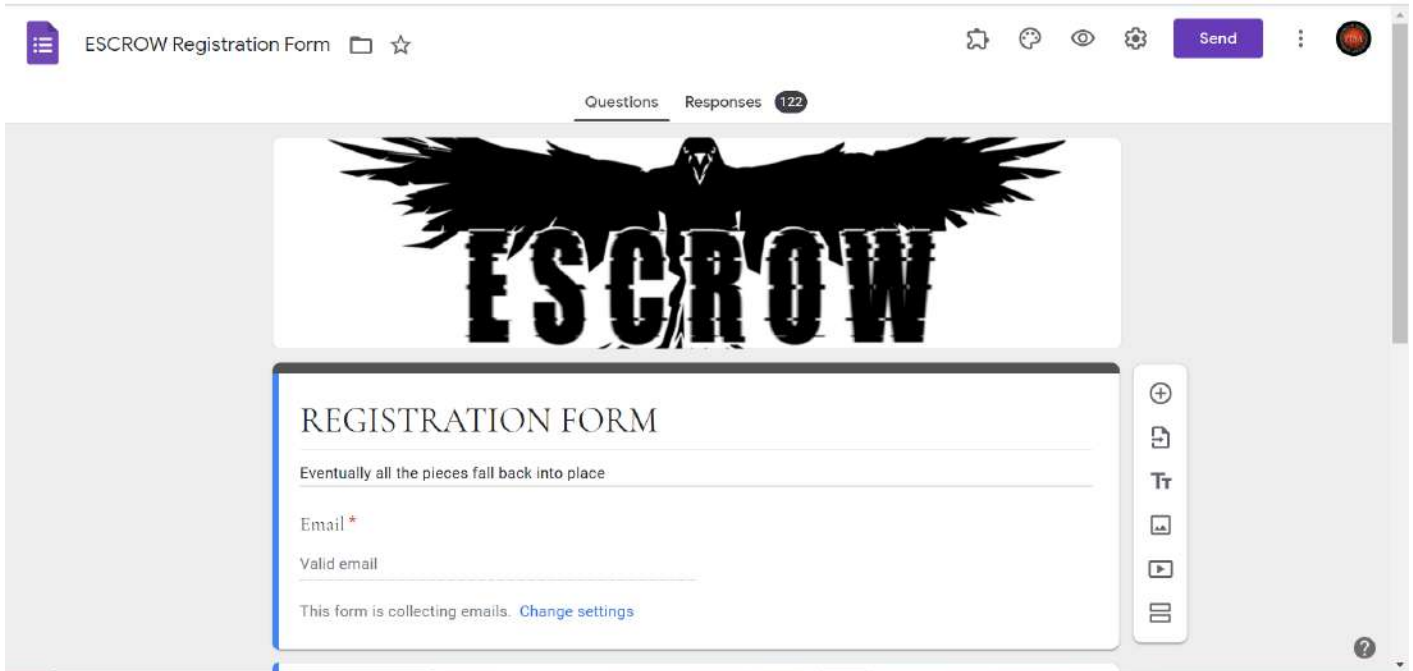 ESCROW Registration Form
Send
Questions Responses 122
ESCROW
REGISTRATION FORM
Eventually all the pieces fall back into place
Email *
Valid email
This form is collecting emails. Change settings